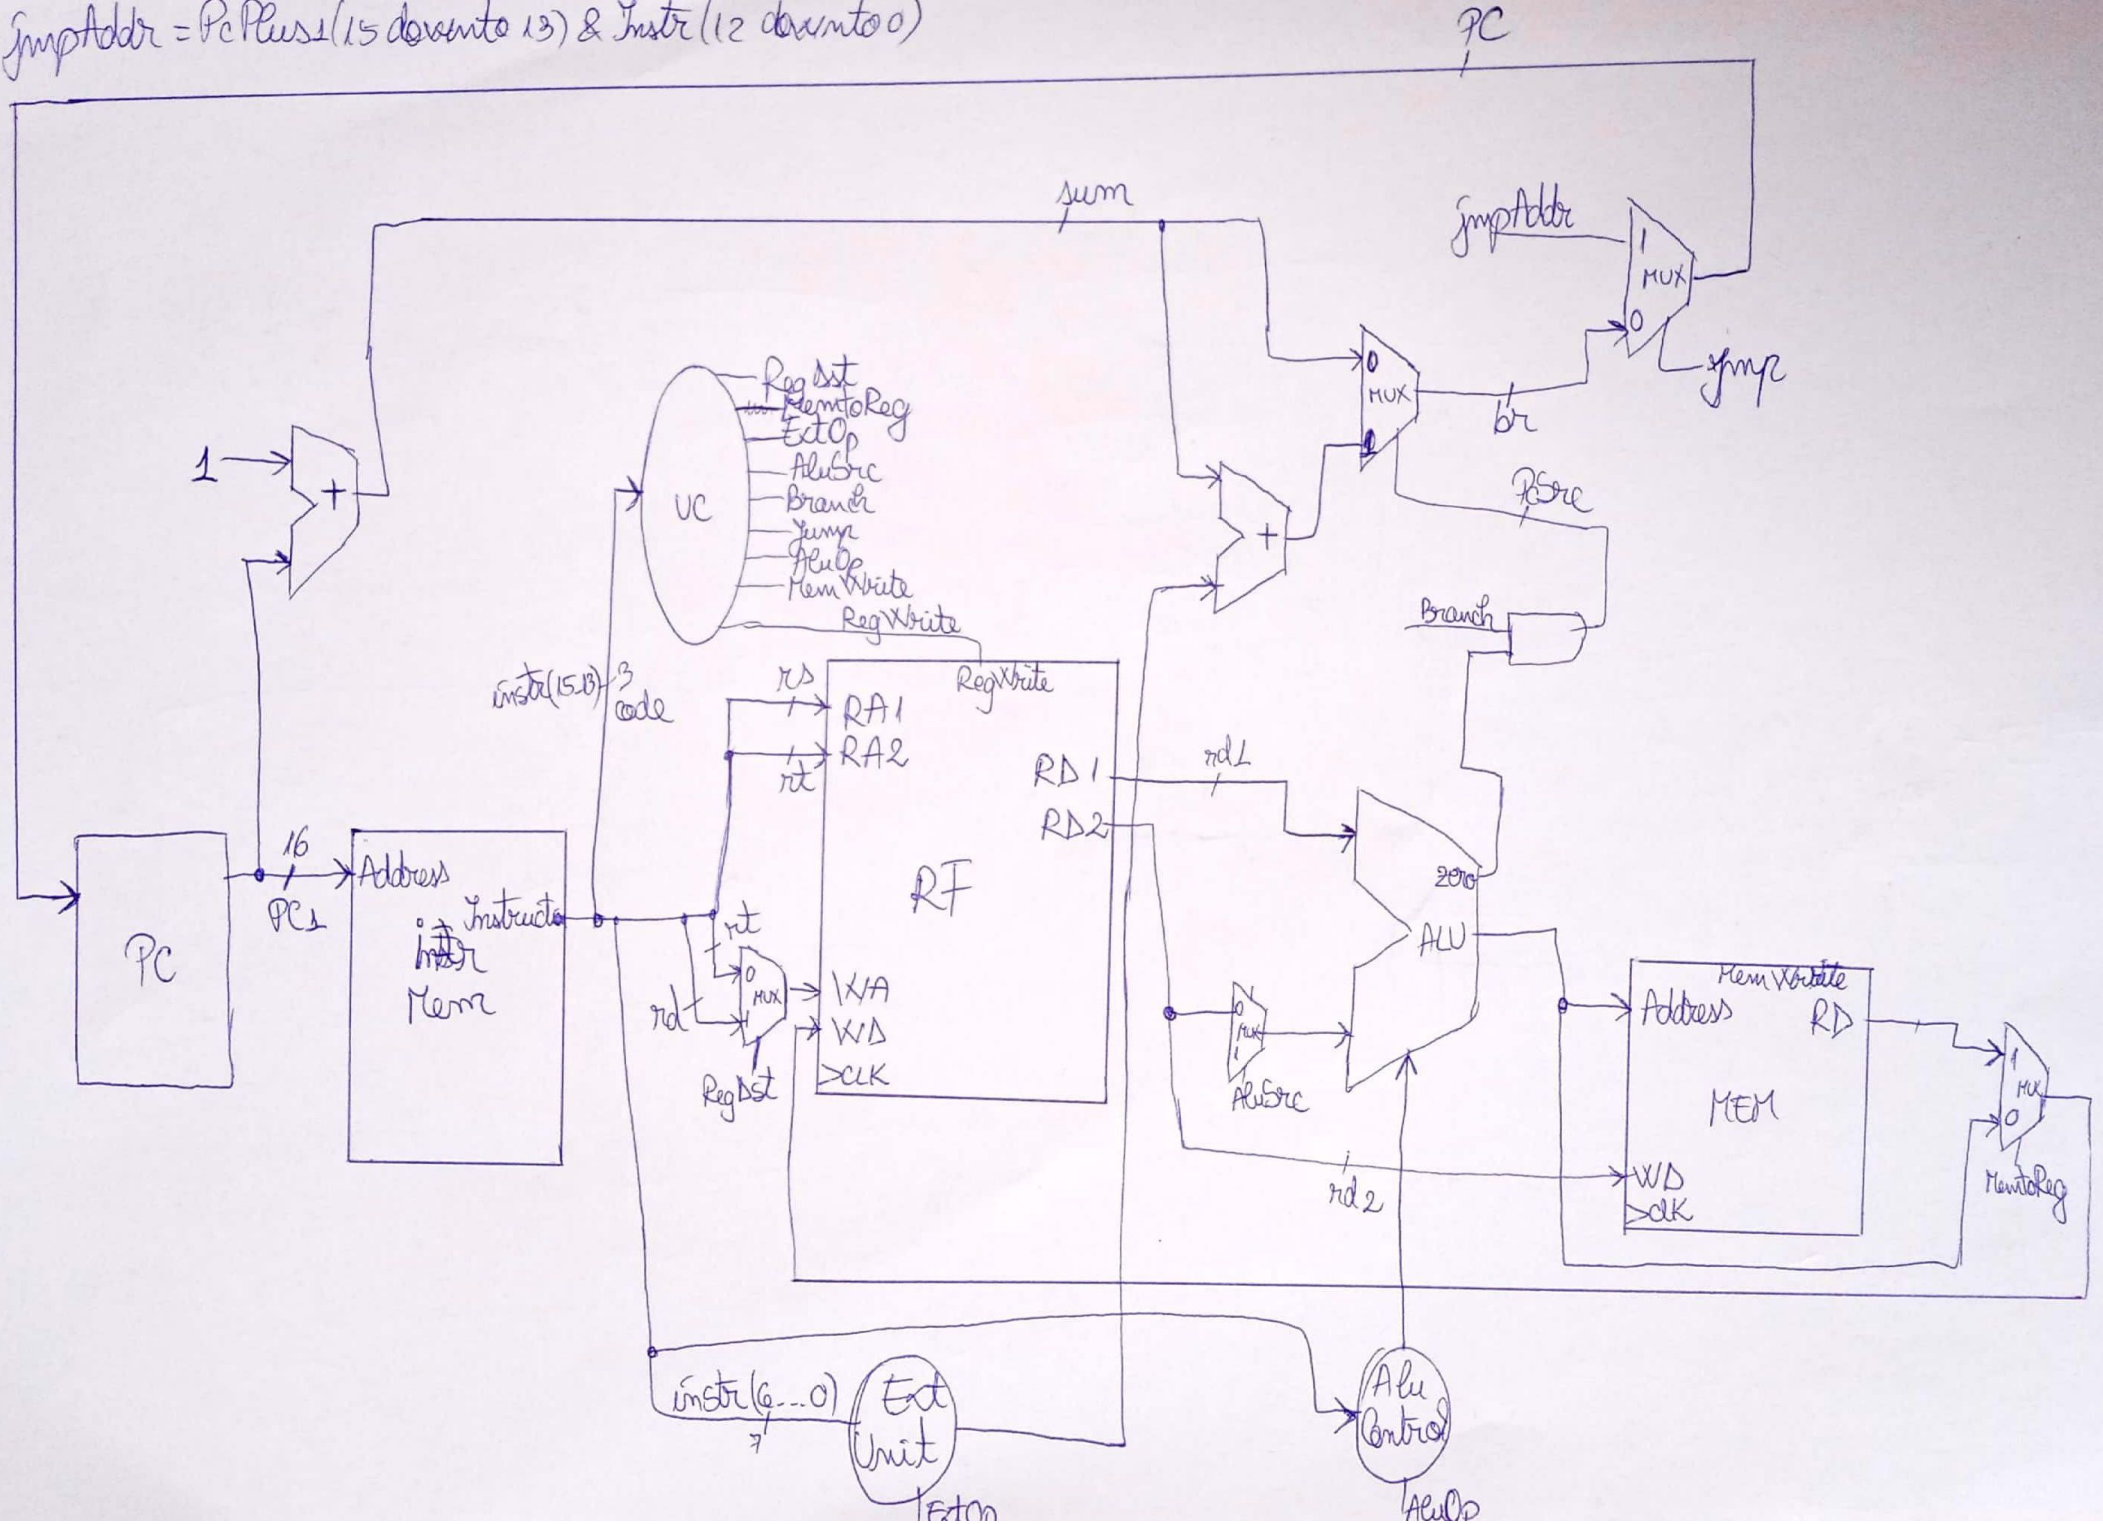 jmpAddr = PcPlus1(15 downto 13) & Instr(12 downto 0)
PC
sum
jmpAddr
1
MUX
0
Jmp
0
MUX
1
br
PcSrc
RegDst
MemtoReg
ExtOp
AluSrc
Branch
Jump
AluOp
MemWrite
RegWrite
UC
1
+
+
Branch
instr(15-13)
3
code
rs
rt
RegWrite
RA1
RA2
RD1
RD2
RF
WA
WD
>CLK
rd1
zero
ALU
16
PC1
PC
Address
Instruct
Instr
Mem
rt
rd
0
MUX
1
RegDst
0
MUX
1
AluSrc
rd2
MemWrite
Address
RD
MEM
WD
>clk
1
MUX
0
MemtoReg
instr(6...0)
7
Ext
Unit
ExtOp
Alu
Control
AluOp